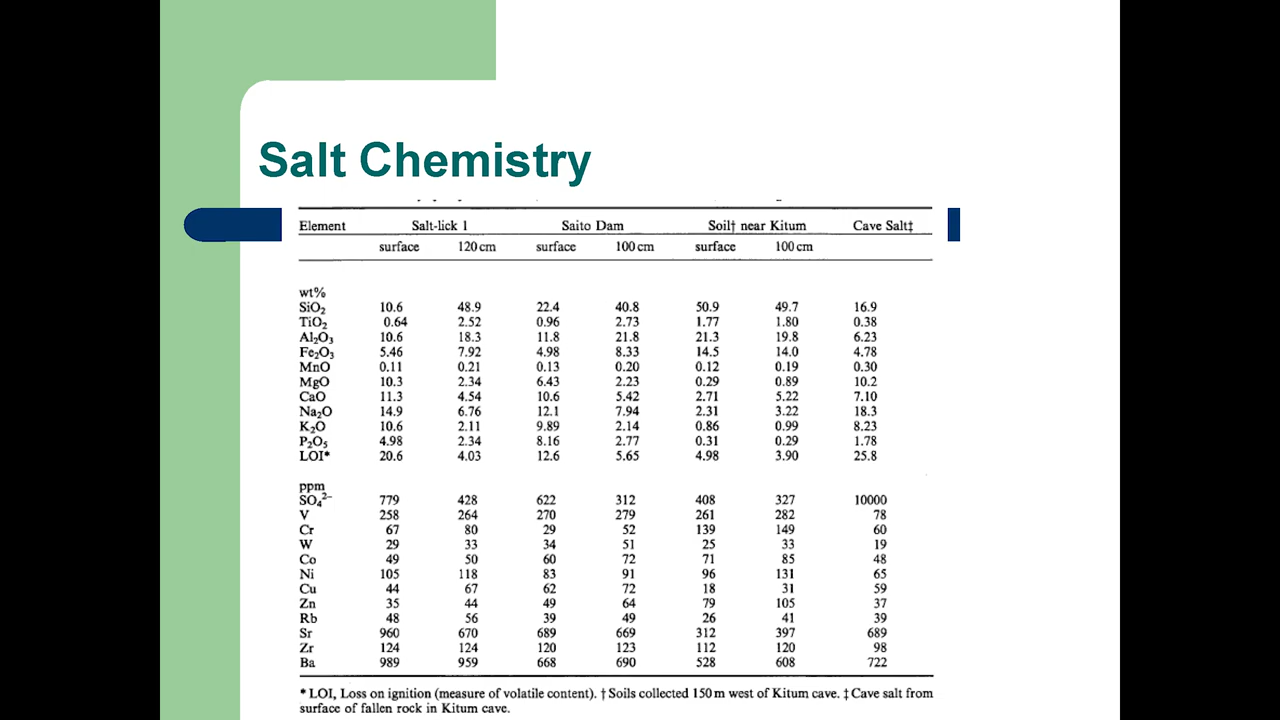 Salt Chemistry
Element Salt-lick 1 Saito Dam Soil† near Kitum Cave Salt‡
surface 120 cm surface 100 cm surface 100 cm
wt%
SiO₂ 10.6 48.9 22.4 40.8 50.9 49.7 16.9
TiO₂ 0.64 2.52 0.96 2.73 1.77 1.80 0.38
Al₂O₃ 10.6 18.3 11.8 21.8 21.3 19.8 6.23
Fe₂O₃ 5.46 7.92 4.98 8.33 14.5 14.0 4.78
MnO 0.11 0.21 0.13 0.20 0.12 0.19 0.30
MgO 10.3 2.34 6.43 2.23 0.29 0.89 10.2
CaO 11.3 4.54 10.6 5.42 2.71 5.22 7.10
Na₂O 14.9 6.76 12.1 7.94 2.31 3.22 18.3
K₂O 10.6 2.11 9.89 2.14 0.86 0.99 8.23
P₂O₅ 4.98 2.34 8.16 2.77 0.31 0.29 1.78
LOI* 20.6 4.03 12.6 5.65 4.98 3.90 25.8
ppm
SO₄²⁻ 779 428 622 312 408 327 10000
V 258 264 270 279 261 282 78
Cr 67 80 29 52 139 149 60
W 29 33 34 51 25 33 19
Co 49 50 60 72 71 85 48
Ni 105 118 83 91 96 131 65
Cu 44 67 62 72 18 31 59
Zn 35 44 49 64 79 105 37
Rb 48 56 39 49 26 41 39
Sr 960 670 689 669 312 397 689
Zr 124 124 120 123 112 120 98
Ba 989 959 668 690 528 608 722
* LOI, Loss on ignition (measure of volatile content). † Soils collected 150 m west of Kitum cave. ‡ Cave salt from
surface of fallen rock in Kitum cave.